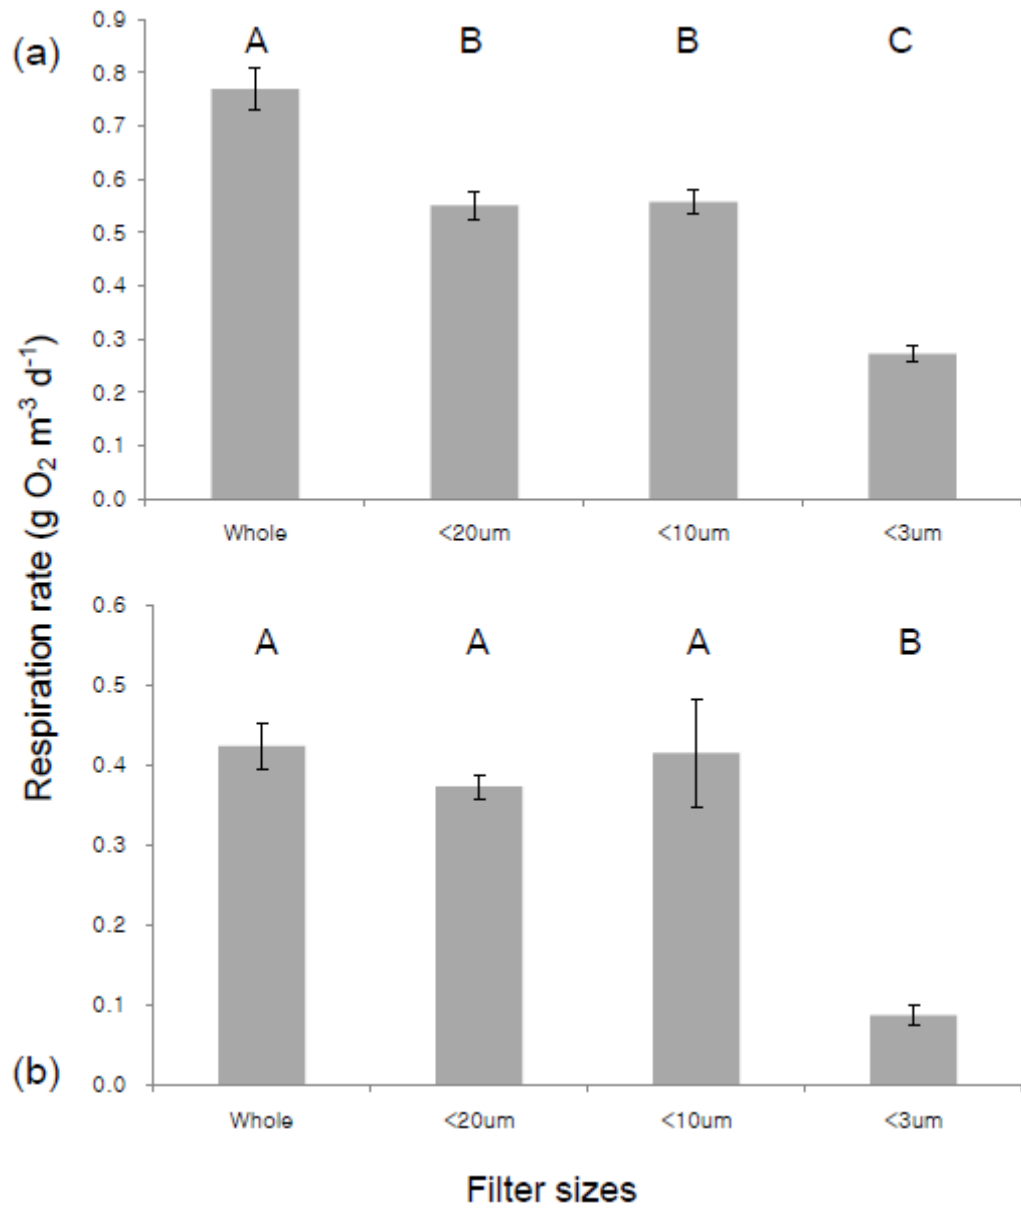 (a)
A B B C
0.9
0.8
0.7
0.6
0.5
0.4
0.3
0.2
0.1
0.0
Whole <20um <10um <3um
Respiration rate (g O₂ m⁻³ d⁻¹)
(b)
A A A B
0.6
0.5
0.4
0.3
0.2
0.1
0.0
Whole <20um <10um <3um
Filter sizes